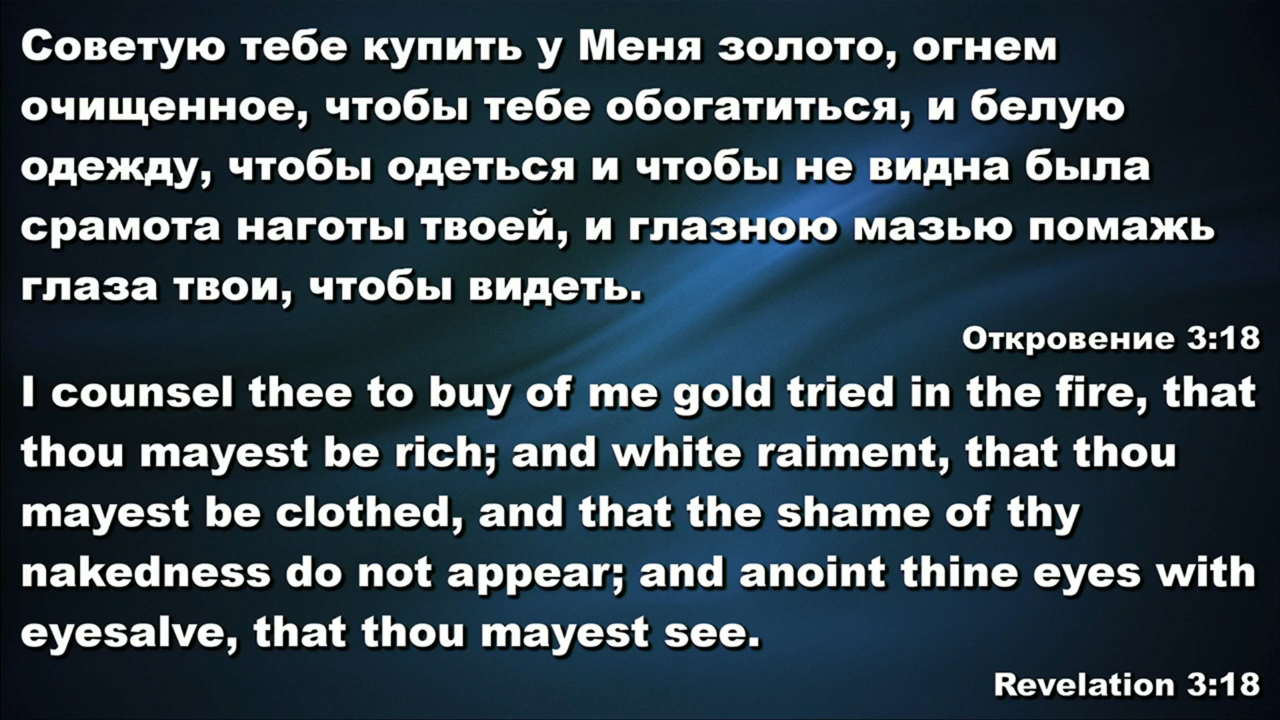 Советую тебе купить у Меня золото, огнем
очищенное, чтобы тебе обогатиться, и белую
одежду, чтобы одеться и чтобы не видна была
срамота наготы твоей, и глазною мазью помажь
глаза твои, чтобы видеть.
Откровение 3:18
I counsel thee to buy of me gold tried in the fire, that
thou mayest be rich; and white raiment, that thou
mayest be clothed, and that the shame of thy
nakedness do not appear; and anoint thine eyes with
eyesalve, that thou mayest see.
Revelation 3:18